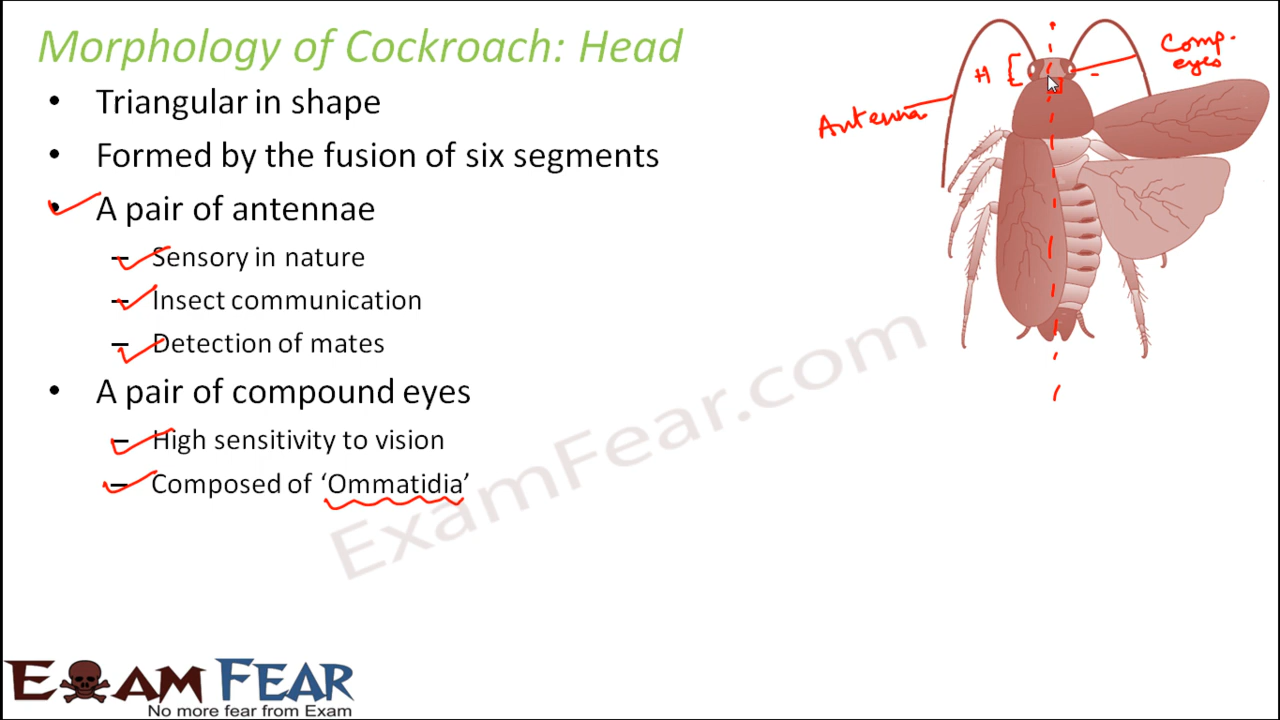 Morphology of Cockroach: Head
• Triangular in shape
• Formed by the fusion of six segments
• A pair of antennae
– Sensory in nature
– Insect communication
– Detection of mates
• A pair of compound eyes
– High sensitivity to vision
– Composed of ‘Ommatidia’
H
Comp.
eyes
Antenna
ExamFear.com
EXAM FEAR
No more fear from Exam